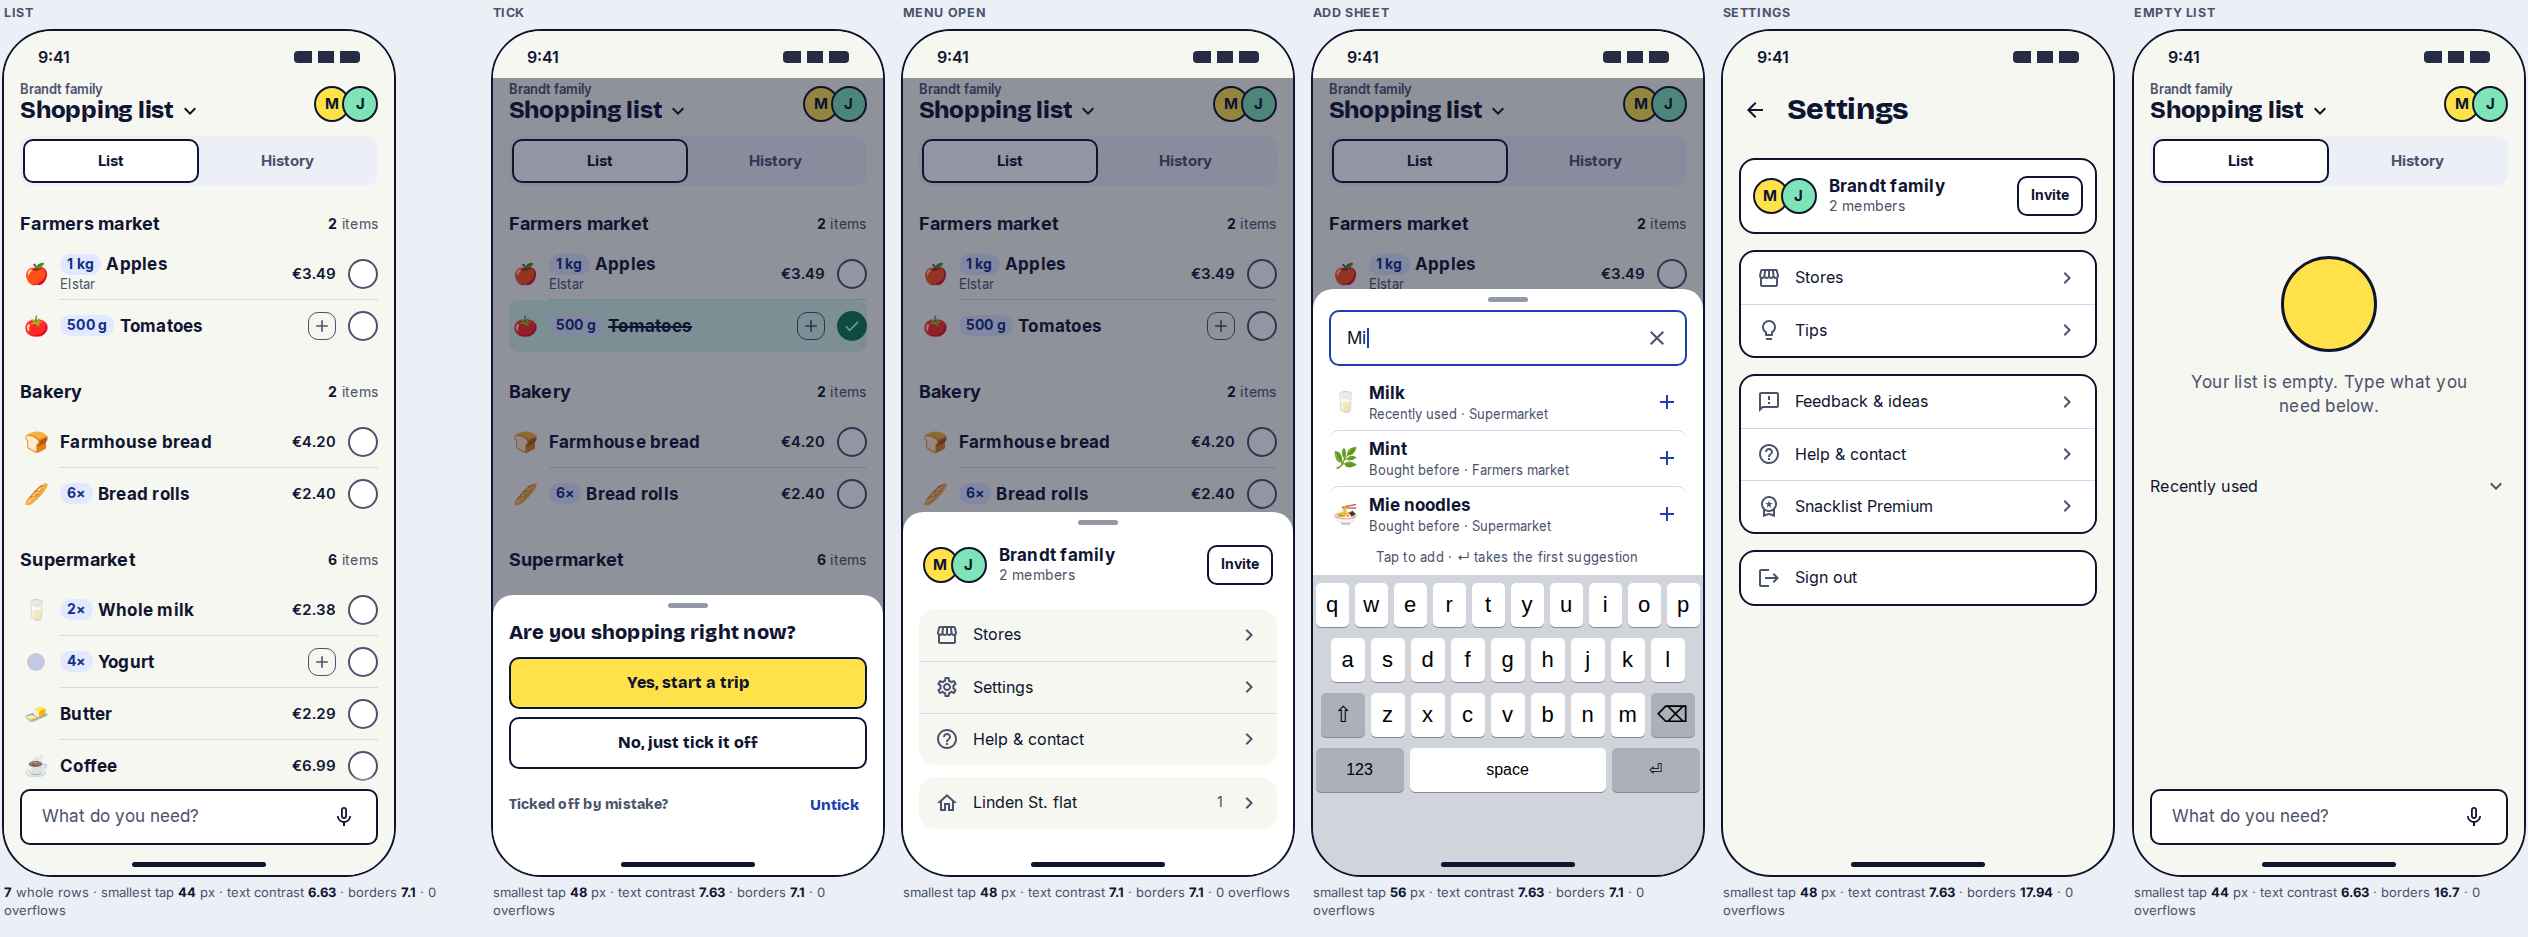 LIST
9:41
Brandt family
Shopping list
M J
List History
Farmers market 2 items
1 kg Apples €3.49
Elstar
500 g Tomatoes
Bakery 2 items
Farmhouse bread €4.20
6× Bread rolls €2.40
Supermarket 6 items
2× Whole milk €2.38
4× Yogurt
Butter €2.29
Coffee €6.99
What do you need?
7 whole rows · smallest tap 44 px · text contrast 6.63 · borders 7.1 · 0
overflows
TICK
9:41
Brandt family
Shopping list
M J
List History
Farmers market 2 items
1 kg Apples €3.49
Elstar
500 g Tomatoes
Bakery 2 items
Farmhouse bread €4.20
6× Bread rolls €2.40
Supermarket 6 items
Are you shopping right now?
Yes, start a trip
No, just tick it off
Ticked off by mistake? Untick
smallest tap 48 px · text contrast 7.63 · borders 7.1 · 0
overflows
MENU OPEN
9:41
Brandt family
Shopping list
M J
List History
Farmers market 2 items
1 kg Apples €3.49
Elstar
500 g Tomatoes
Bakery 2 items
Farmhouse bread €4.20
6× Bread rolls €2.40
M J
Brandt family
2 members
Invite
Stores
Settings
Help & contact
Linden St. flat 1
smallest tap 48 px · text contrast 7.1 · borders 7.1 · 0 overflows
ADD SHEET
9:41
Brandt family
Shopping list
M J
List History
Farmers market 2 items
1 kg Apples €3.49
Elstar
Mi
Milk
Recently used · Supermarket
Mint
Bought before · Farmers market
Mie noodles
Bought before · Supermarket
Tap to add · ↵ takes the first suggestion
q w e r t y u i o p
a s d f g h j k l
⇧ z x c v b n m ⌫
123 space ⏎
smallest tap 56 px · text contrast 7.63 · borders 7.1 · 0
overflows
SETTINGS
9:41
Settings
M J
Brandt family
2 members
Invite
Stores
Tips
Feedback & ideas
Help & contact
Snacklist Premium
Sign out
smallest tap 48 px · text contrast 7.63 · borders 17.94 · 0
overflows
EMPTY LIST
9:41
Brandt family
Shopping list
M J
List History
Your list is empty. Type what you
need below.
Recently used
What do you need?
smallest tap 44 px · text contrast 6.63 · borders 16.7 · 0
overflows